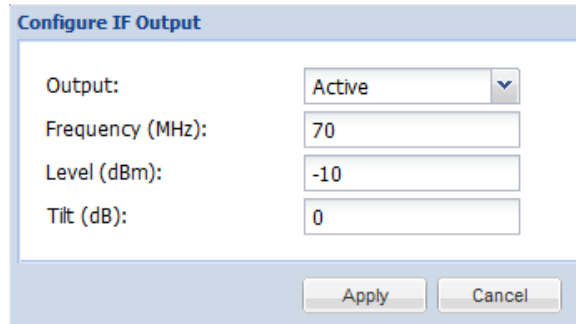 Configure IF Output
Output: Active
Frequency (MHz): 70
Level (dBm): -10
Tilt (dB): 0
Apply Cancel